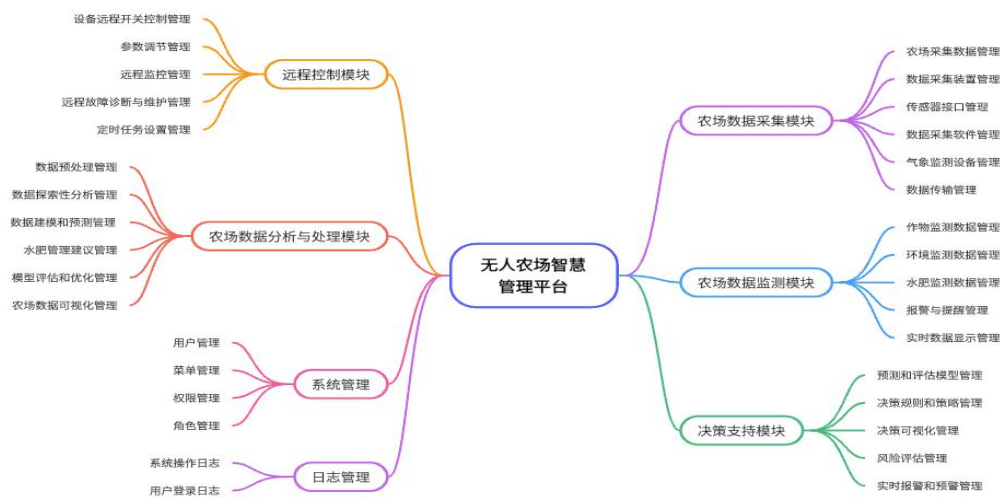 无人农场智慧
管理平台
远程控制模块
设备远程开关控制管理
参数调节管理
远程监控管理
远程故障诊断与维护管理
定时任务设置管理
农场数据分析与处理模块
数据预处理管理
数据探索性分析管理
数据建模和预测管理
水肥管理建议管理
模型评估和优化管理
农场数据可视化管理
系统管理
用户管理
菜单管理
权限管理
角色管理
日志管理
系统操作日志
用户登录日志
农场数据采集模块
农场采集数据管理
数据采集装置管理
传感器接口管理
数据采集软件管理
气象监测设备管理
数据传输管理
农场数据监测模块
作物监测数据管理
环境监测数据管理
水肥监测数据管理
报警与提醒管理
实时数据显示管理
决策支持模块
预测和评估模型管理
决策规则和策略管理
决策可视化管理
风险评估管理
实时报警和预警管理